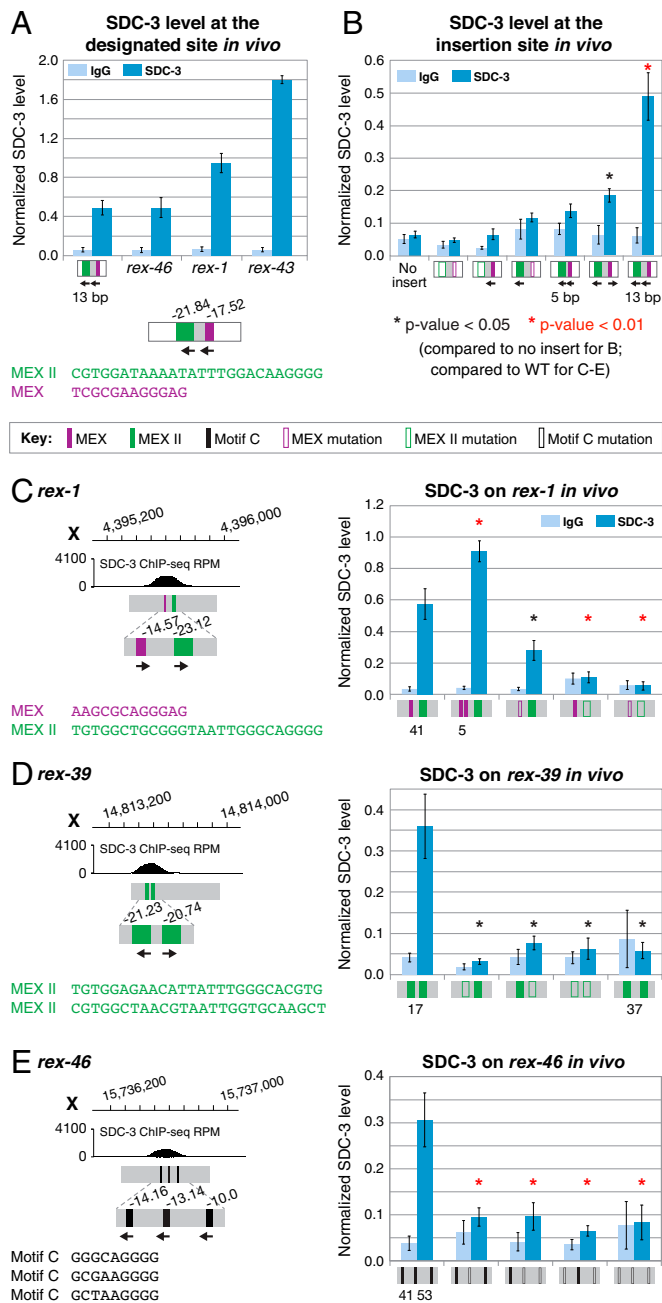 A
SDC-3 level at the
designated site in vivo
IgG SDC-3
Normalized SDC-3 level
1.8
2.0
1.6
1.2
0.8
0.4
0.0
13 bp
rex-46 rex-1 rex-43
-21.84
-17.52
MEX II CGTGGATAAAATATTTGGACAAGGGG
MEX TCGCGAAGGGAG
B
SDC-3 level at the
insertion site in vivo
IgG SDC-3
Normalized SDC-3 level
0.6
0.5
0.4
0.3
0.2
0.1
0.0
*
*
No
insert
5 bp
13 bp
* p-value < 0.05 * p-value < 0.01
(compared to no insert for B;
compared to WT for C-E)
Key: MEX MEX II Motif C MEX mutation MEX II mutation Motif C mutation
C rex-1
X
4,395,200
4,396,000
4100
0
SDC-3 ChIP-seq RPM
-14.57
-23.12
MEX AAGCGCAGGGAG
MEX II TGTGGCTGCGGGTAATTGGGCAGGGG
SDC-3 on rex-1 in vivo
IgG SDC-3
Normalized SDC-3 level
1.2
1.0
0.8
0.6
0.4
0.2
0.0
* * * *
41 5
D rex-39
X
14,813,200
14,814,000
4100
0
SDC-3 ChIP-seq RPM
-21.23
-20.74
MEX II TGTGGAGAACATTATTTGGGCACGTG
MEX II CGTGGCTAACGTAATTGGTGCAAGCT
SDC-3 on rex-39 in vivo
Normalized SDC-3 level
0.4
0.3
0.2
0.1
0.0
* * * *
17 37
E rex-46
X
15,736,200
15,737,000
4100
0
SDC-3 ChIP-seq RPM
-14.16
-13.14
-10.0
Motif C GGGCAGGGG
Motif C GCGAAGGGG
Motif C GCTAAGGGG
SDC-3 on rex-46 in vivo
Normalized SDC-3 level
0.4
0.3
0.2
0.1
0.0
* * * *
41 53